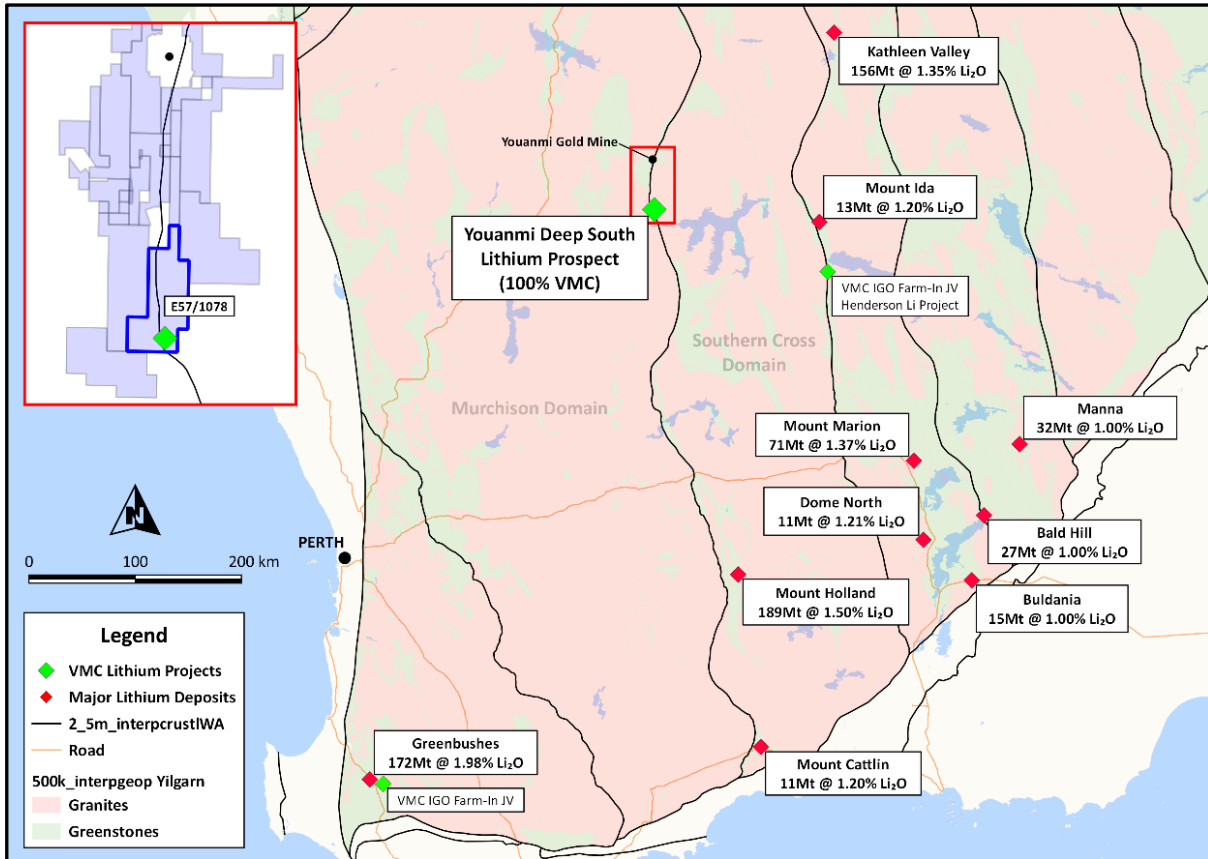 E57/1078
Kathleen Valley
156Mt @ 1.35% Li₂O
Youanmi Gold Mine
Mount Ida
13Mt @ 1.20% Li₂O
Youanmi Deep South
Lithium Prospect
(100% VMC)
VMC IGO Farm-In JV
Henderson Li Project
Southern Cross
Domain
Murchison Domain
Manna
32Mt @ 1.00% Li₂O
Mount Marion
71Mt @ 1.37% Li₂O
Dome North
11Mt @ 1.21% Li₂O
Bald Hill
27Mt @ 1.00% Li₂O
N
0 100 200 km
PERTH
Mount Holland
189Mt @ 1.50% Li₂O
Buldania
15Mt @ 1.00% Li₂O
Legend
VMC Lithium Projects
Major Lithium Deposits
2_5m_interpcrustlWA
Road
500k_interpgeop Yilgarn
Granites
Greenstones
Greenbushes
172Mt @ 1.98% Li₂O
VMC IGO Farm-In JV
Mount Cattlin
11Mt @ 1.20% Li₂O